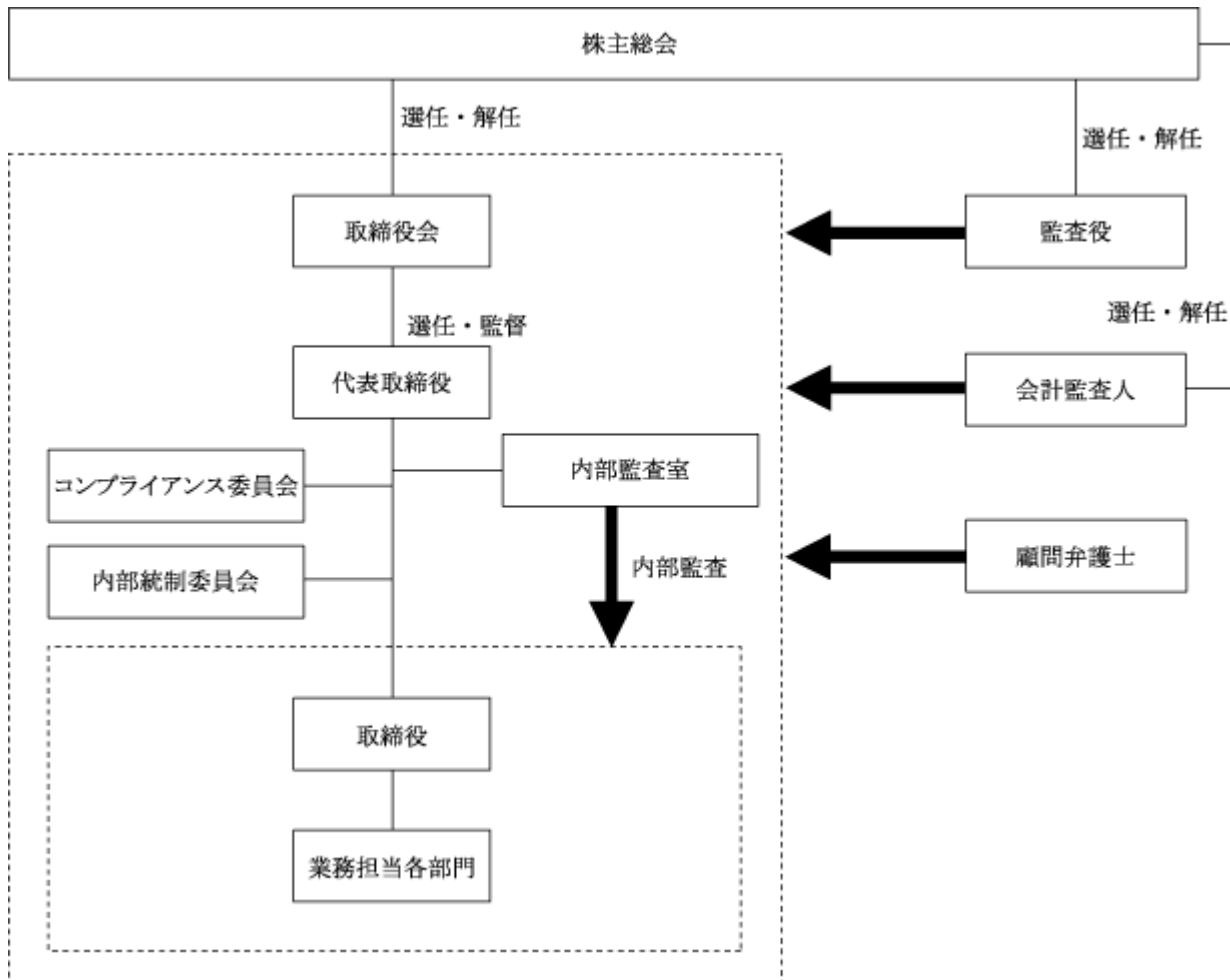 株主総会
選任・解任
選任・解任
取締役会
監査役
選任・監督
選任・解任
代表取締役
会計監査人
内部監査室
コンプライアンス委員会
顧問弁護士
内部監査
内部統制委員会
取締役
業務担当各部門